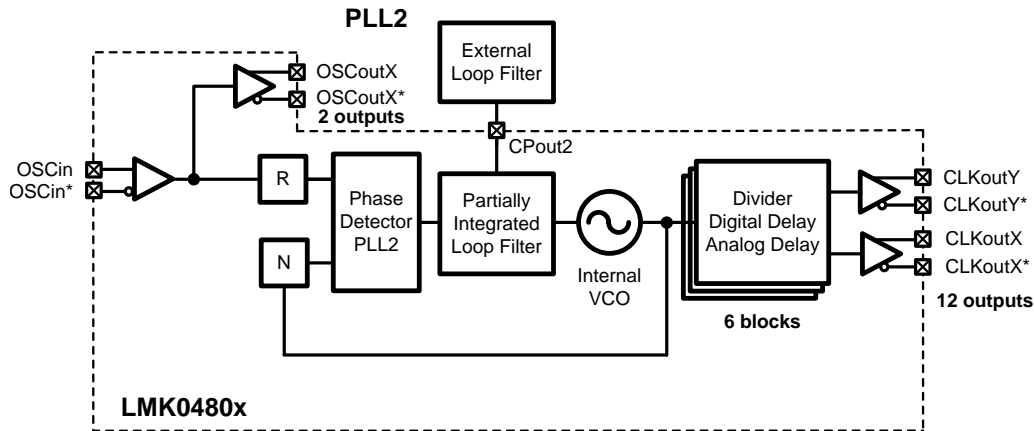 PLL2
External
Loop Filter
OSCoutX
OSCoutX*
2 outputs
CPout2
OSCin
OSCin*
R
N
Phase
Detector
PLL2
Partially
Integrated
Loop Filter
Internal
VCO
Divider
Digital Delay
Analog Delay
6 blocks
CLKoutY
CLKoutY*
CLKoutX
CLKoutX*
12 outputs
LMK0480x